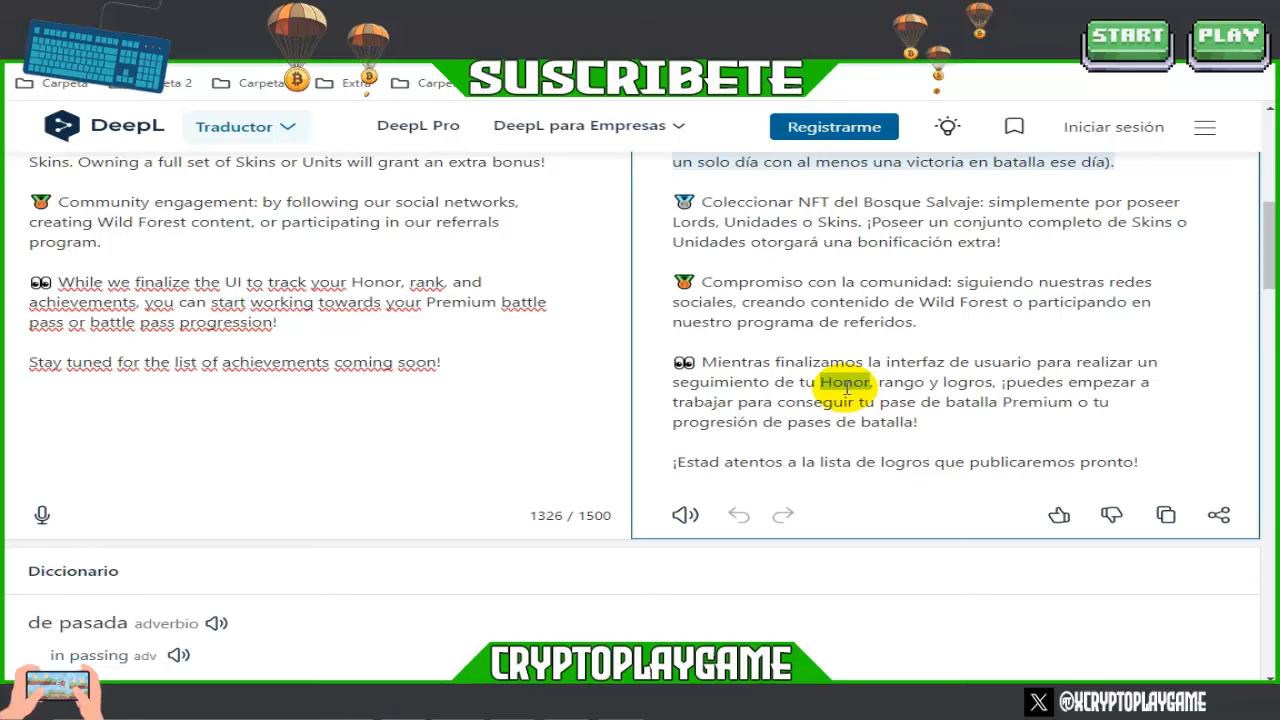 START
PLAY
SUSCRIBETE
Carpeta
ta 2
Carpeta
Extra
Carpe
DeepL
Traductor
DeepL Pro
DeepL para Empresas
Registrarme
Iniciar sesión
Skins. Owning a full set of Skins or Units will grant an extra bonus!
Community engagement: by following our social networks,
creating Wild Forest content, or participating in our referrals
program.
While we finalize the UI to track your Honor, rank, and
achievements, you can start working towards your Premium battle
pass or battle pass progression!
Stay tuned for the list of achievements coming soon!
1326 / 1500
un solo día con al menos una victoria en batalla ese día).
Coleccionar NFT del Bosque Salvaje: simplemente por poseer
Lords, Unidades o Skins. ¡Poseer un conjunto completo de Skins o
Unidades otorgará una bonificación extra!
Compromiso con la comunidad: siguiendo nuestras redes
sociales, creando contenido de Wild Forest o participando en
nuestro programa de referidos.
Mientras finalizamos la interfaz de usuario para realizar un
seguimiento de tu Honor, rango y logros, ¡puedes empezar a
trabajar para conseguir tu pase de batalla Premium o tu
progresión de pases de batalla!
¡Estad atentos a la lista de logros que publicaremos pronto!
Diccionario
de pasada adverbio
in passing adv
CRYPTOPLAYGAME
@XCRYPTOPLAYGAME